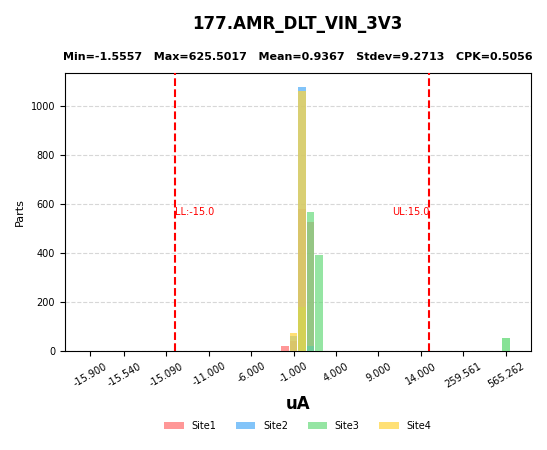 177.AMR_DLT_VIN_3V3
Min=-1.5557 Max=625.5017 Mean=0.9367 Stdev=9.2713 CPK=0.5056
1000
800
600
400
200
0
Parts
LL:-15.0
UL:15.0
-15.900 -15.540 -15.090 -11.000 -6.000 -1.000 4.000 9.000 14.000 259.561 565.262
uA
Site1 Site2 Site3 Site4